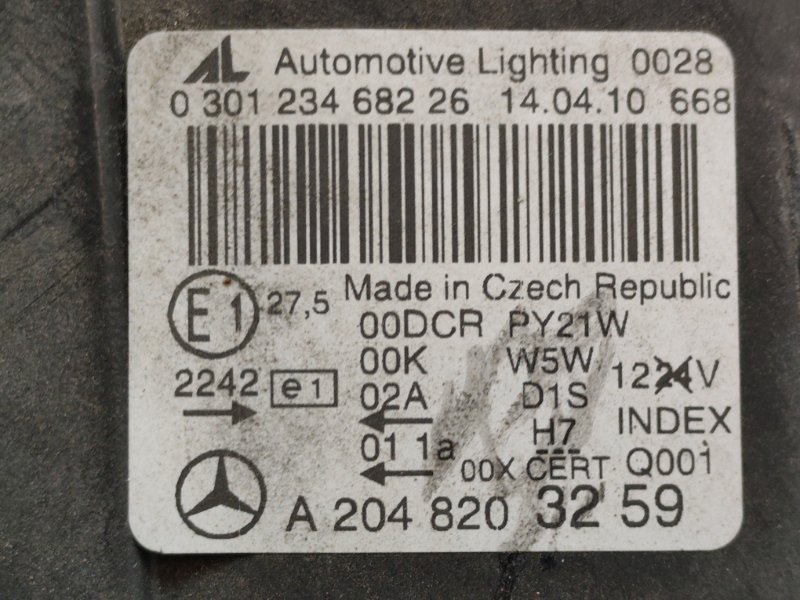 AL Automotive Lighting 0028
0 301 234 682 26 14.04.10 668
E1 27,5 Made in Czech Republic
00DCR PY21W
00K W5W
2242 e1 02A D1S 1224V
H7 INDEX
01 1a 00X CERT Q001
A 204 820 32 59